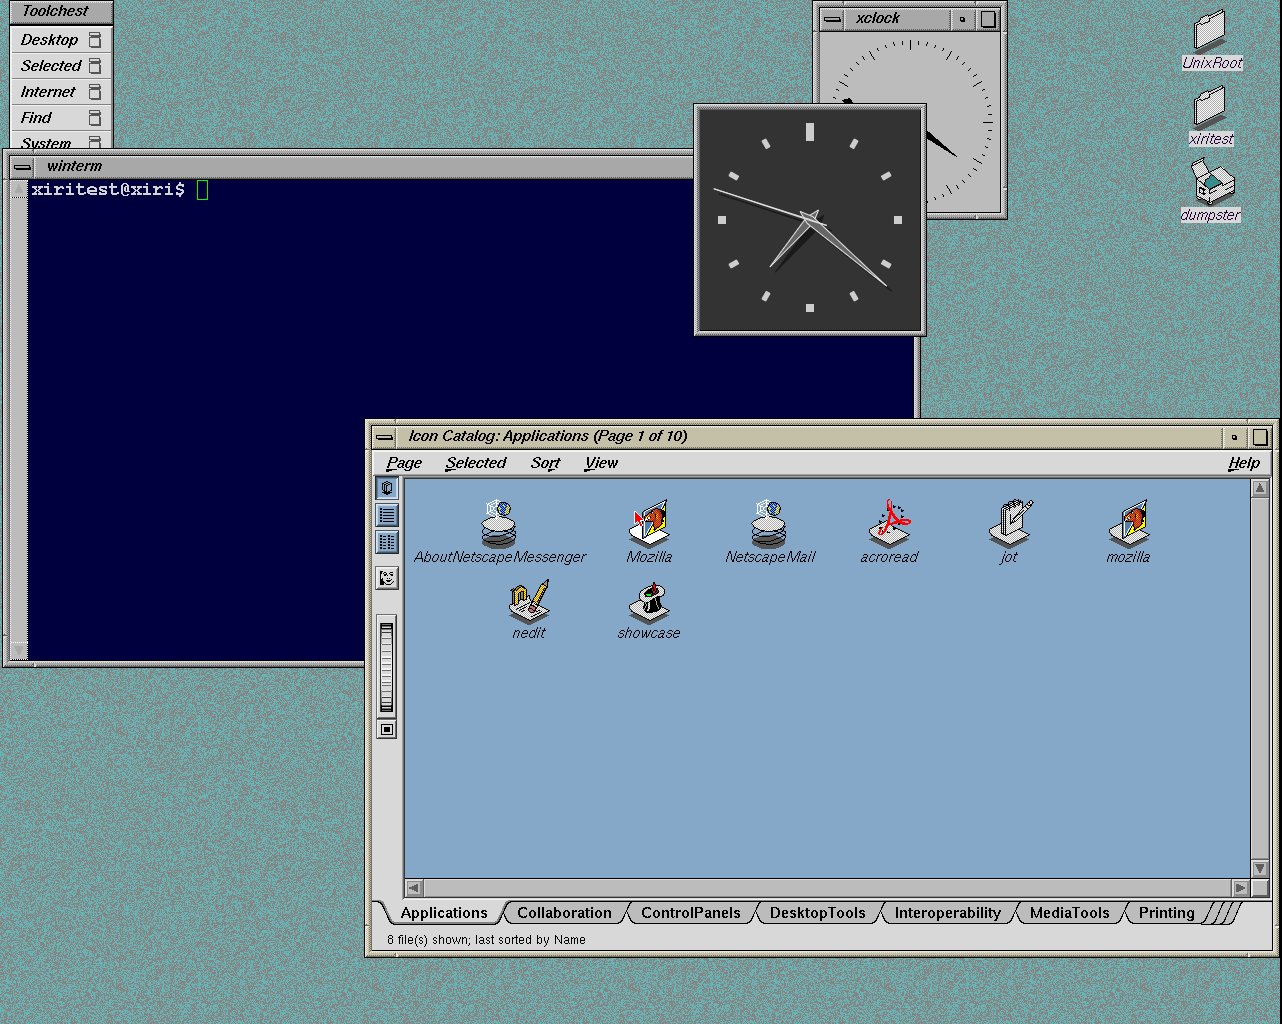 Toolchest
Desktop
Selected
Internet
Find
System
xclock
UnixRoot
xiritest
dumpster
winterm
xiritest@xiri$
Icon Catalog: Applications (Page 1 of 10)
Page Selected Sort View Help
AboutNetscapeMessenger Mozilla NetscapeMail acroread jot mozilla
nedit showcase
Applications Collaboration ControlPanels DesktopTools Interoperability MediaTools Printing
8 file(s) shown; last sorted by Name